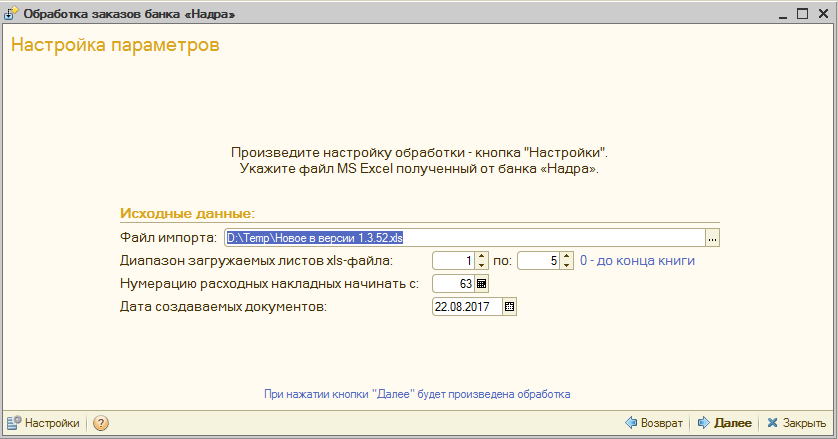 Обработка заказов банка «Надра»
Настройка параметров
Произведите настройку обработки - кнопка "Настройки".
Укажите файл MS Excel полученный от банка «Надра».
Исходные данные:
Файл импорта: D:\Temp\Новое в версии 1.3.52.xls ...
Диапазон загружаемых листов xls-файла: 1 по: 5 0 - до конца книги
Нумерацию расходных накладных начинать с: 63
Дата создаваемых документов: 22.08.2017
При нажатии кнопки "Далее" будет произведена обработка
Настройки ? Возврат Далее Закрыть